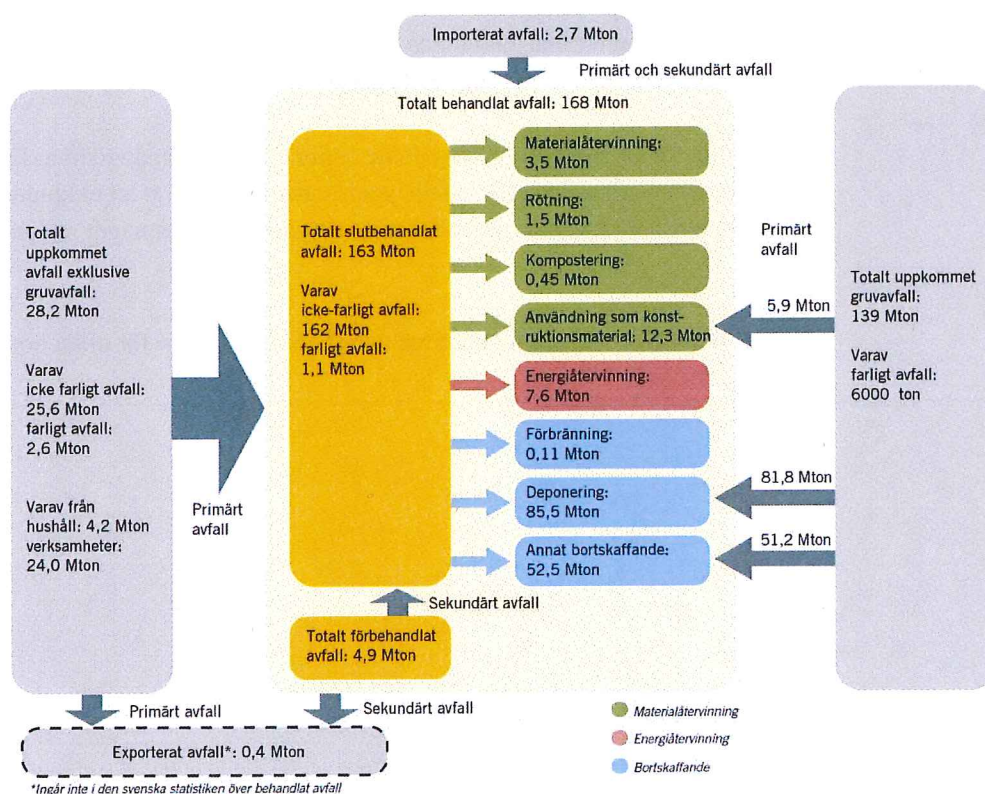 Importerat avfall: 2,7 Mton
Primärt och sekundärt avfall
Totalt behandlat avfall: 168 Mton
Totalt
uppkommet
avfall exklusive
gruvavfall:
28,2 Mton
Varav
icke farligt avfall:
25,6 Mton
farligt avfall:
2,6 Mton
Varav från
hushåll: 4,2 Mton
verksamheter:
24,0 Mton
Primärt
avfall
Totalt slutbehandlat
avfall: 163 Mton
Varav
icke-farligt avfall:
162 Mton
farligt avfall:
1,1 Mton
Materialåtervinning:
3,5 Mton
Rötning:
1,5 Mton
Kompostering:
0,45 Mton
Användning som konst-
ruktionsmaterial: 12,3 Mton
Energiåtervinning:
7,6 Mton
Förbränning:
0,11 Mton
Deponering:
85,5 Mton
Annat bortskaffande:
52,5 Mton
Primärt
avfall
5,9 Mton
81,8 Mton
51,2 Mton
Totalt uppkommet
gruvavfall:
139 Mton
Varav
farligt avfall:
6000 ton
Sekundärt avfall
Totalt förbehandlat
avfall: 4,9 Mton
Primärt avfall
Sekundärt avfall
Exporterat avfall*: 0,4 Mton
*Ingår inte i den svenska statistiken över behandlat avfall
Materialåtervinning
Energiåtervinning
Bortskaffande